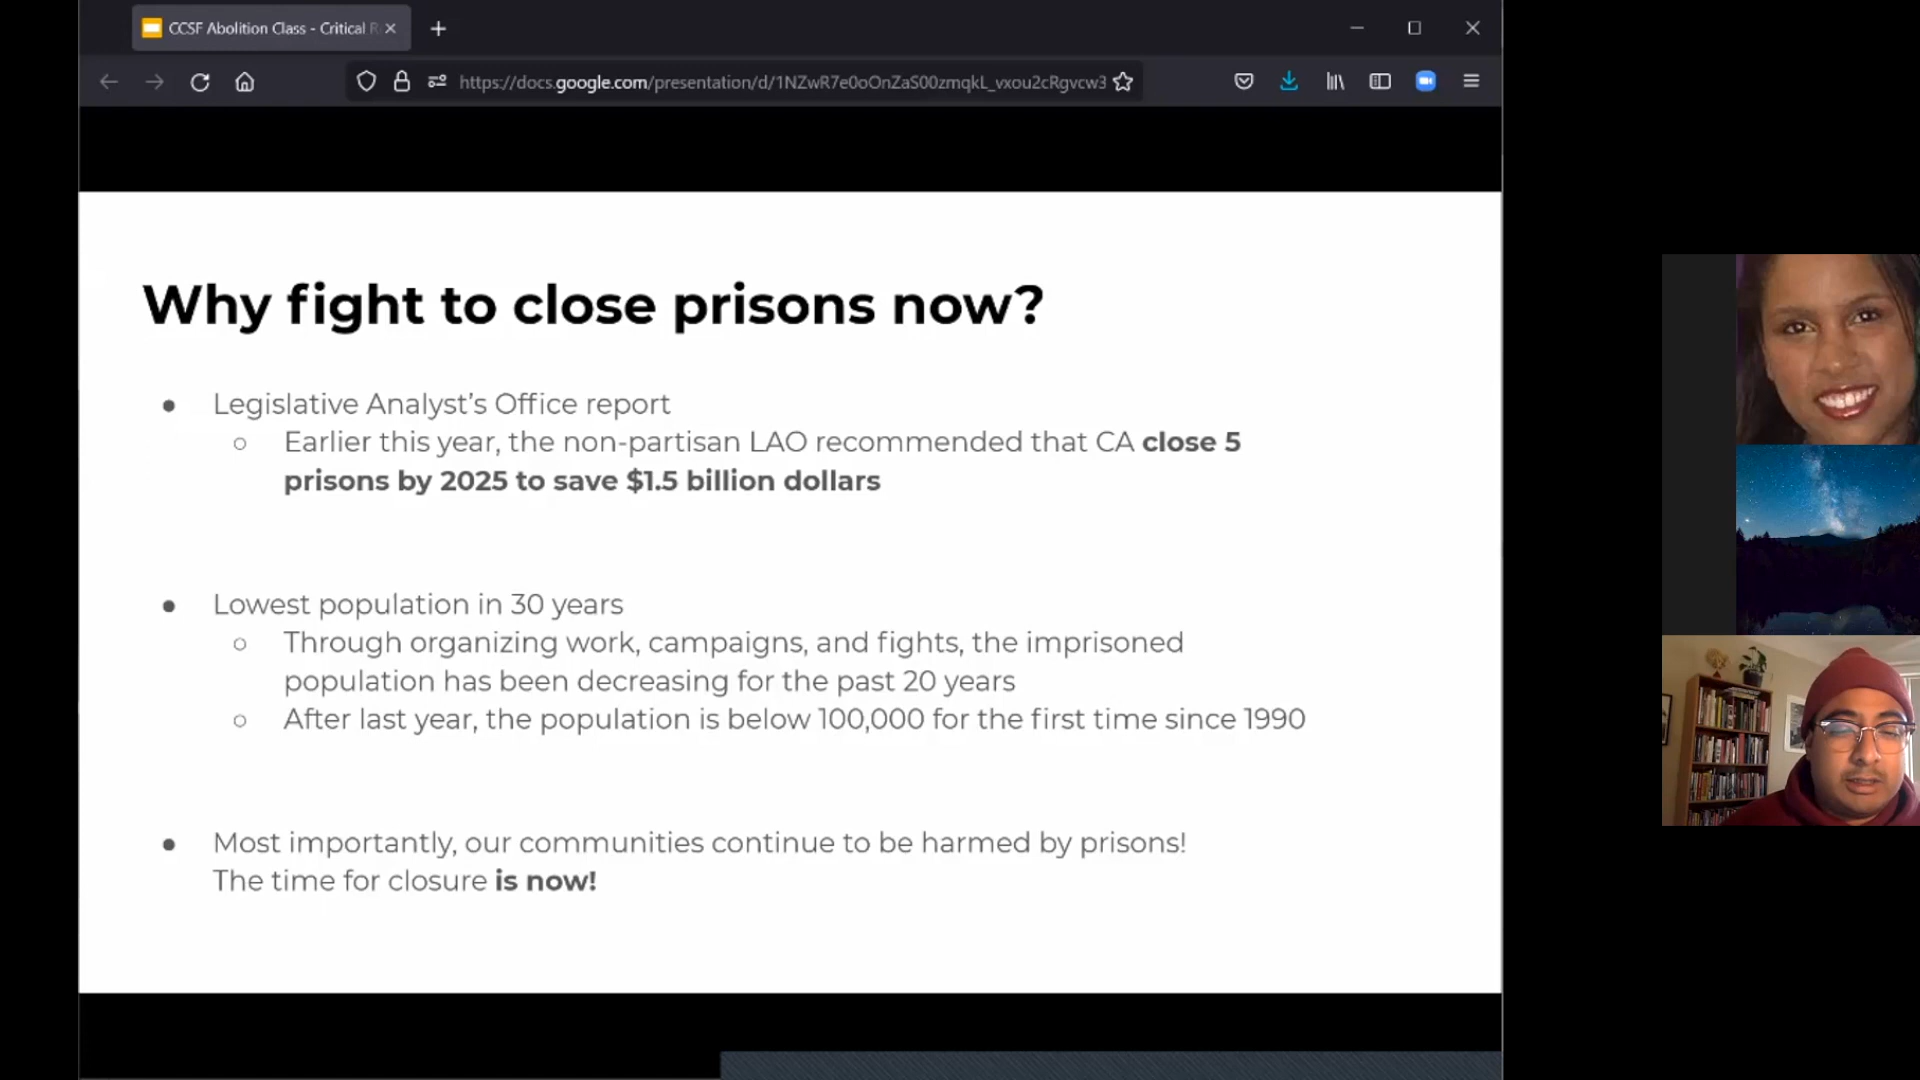 CCSF Abolition Class - Critical R
https://docs.google.com/presentation/d/1NZwR7e0oOnZaS00zmqkL_vxou2cRgvcw3
Why fight to close prisons now?
● Legislative Analyst’s Office report
○ Earlier this year, the non-partisan LAO recommended that CA close 5
prisons by 2025 to save $1.5 billion dollars
● Lowest population in 30 years
○ Through organizing work, campaigns, and fights, the imprisoned
population has been decreasing for the past 20 years
○ After last year, the population is below 100,000 for the first time since 1990
● Most importantly, our communities continue to be harmed by prisons!
The time for closure is now!